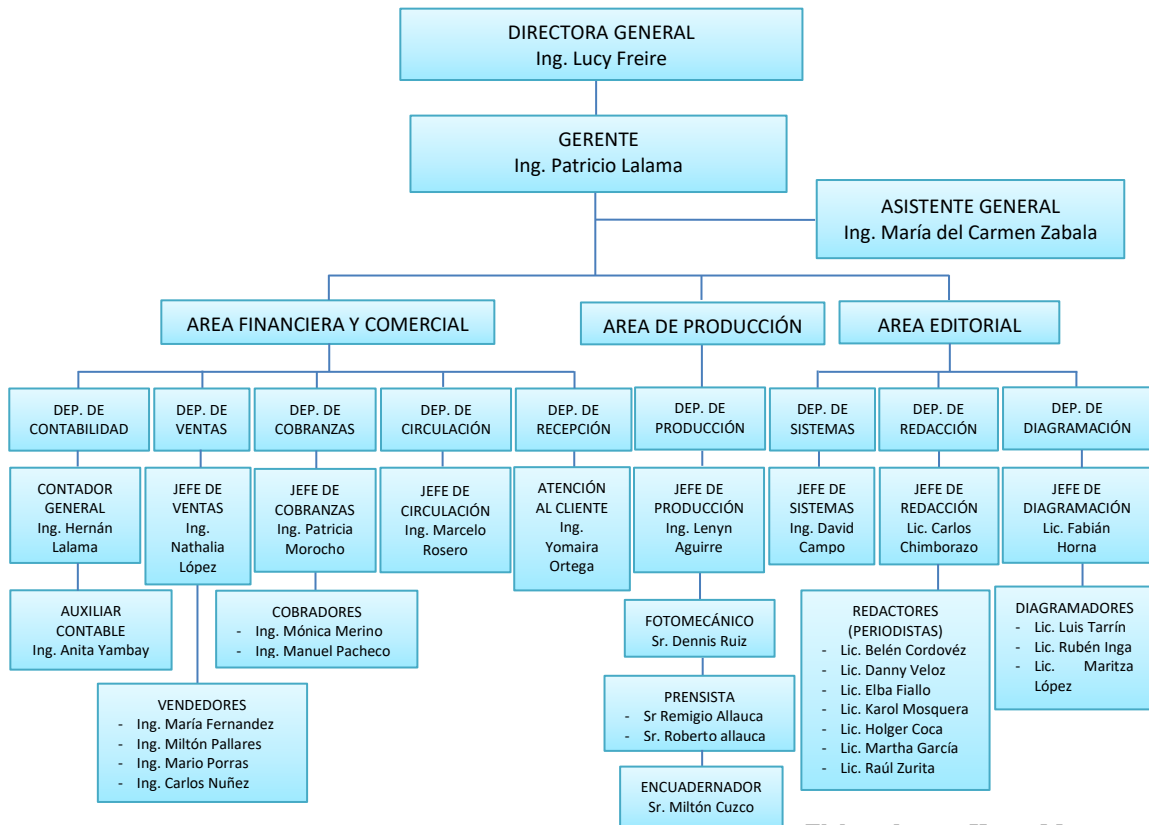 DIRECTORA GENERAL
Ing. Lucy Freire
GERENTE
Ing. Patricio Lalama
ASISTENTE GENERAL
Ing. María del Carmen Zabala
AREA FINANCIERA Y COMERCIAL
AREA DE PRODUCCIÓN
AREA EDITORIAL
DEP. DE
CONTABILIDAD
DEP. DE
VENTAS
DEP. DE
COBRANZAS
DEP. DE
CIRCULACIÓN
DEP. DE
RECEPCIÓN
DEP. DE
PRODUCCIÓN
DEP. DE
SISTEMAS
DEP. DE
REDACCIÓN
DEP. DE
DIAGRAMACIÓN
CONTADOR
GENERAL
Ing. Hernán
Lalama
JEFE DE
VENTAS
Ing.
Nathalia
López
JEFE DE
COBRANZAS
Ing. Patricia
Morocho
JEFE DE
CIRCULACIÓN
Ing. Marcelo
Rosero
ATENCIÓN
AL CLIENTE
Ing.
Yomaira
Ortega
JEFE DE
PRODUCCIÓN
Ing. Lenyn
Aguirre
JEFE DE
SISTEMAS
Ing. David
Campo
JEFE DE
REDACCIÓN
Lic. Carlos
Chimborazo
JEFE DE
DIAGRAMACIÓN
Lic. Fabián
Horna
AUXILIAR
CONTABLE
Ing. Anita Yambay
COBRADORES
- Ing. Mónica Merino
- Ing. Manuel Pacheco
VENDEDORES
- Ing. María Fernandez
- Ing. Miltón Pallares
- Ing. Mario Porras
- Ing. Carlos Nuñez
FOTOMECÁNICO
Sr. Dennis Ruiz
PRENSISTA
- Sr Remigio Allauca
- Sr. Roberto allauca
ENCUADERNADOR
Sr. Miltón Cuzco
REDACTORES
(PERIODISTAS)
- Lic. Belén Cordovéz
- Lic. Danny Veloz
- Lic. Elba Fiallo
- Lic. Karol Mosquera
- Lic. Holger Coca
- Lic. Martha García
- Lic. Raúl Zurita
DIAGRAMADORES
- Lic. Luis Tarrín
- Lic. Rubén Inga
- Lic. Maritza
López